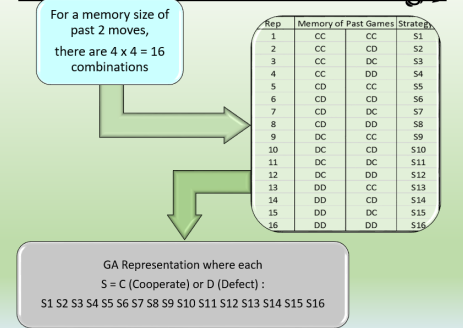 For a memory size of
past 2 moves,
there are 4 x 4 = 16
combinations
Rep Memory of Past Games Strategy
1 CC CC S1
2 CC CD S2
3 CC DC S3
4 CC DD S4
5 CD CC S5
6 CD CD S6
7 CD DC S7
8 CD DD S8
9 DC CC S9
10 DC CD S10
11 DC DC S11
12 DC DD S12
13 DD CC S13
14 DD CD S14
15 DD DC S15
16 DD DD S16
GA Representation where each
S = C (Cooperate) or D (Defect) :
S1 S2 S3 S4 S5 S6 S7 S8 S9 S10 S11 S12 S13 S14 S15 S16